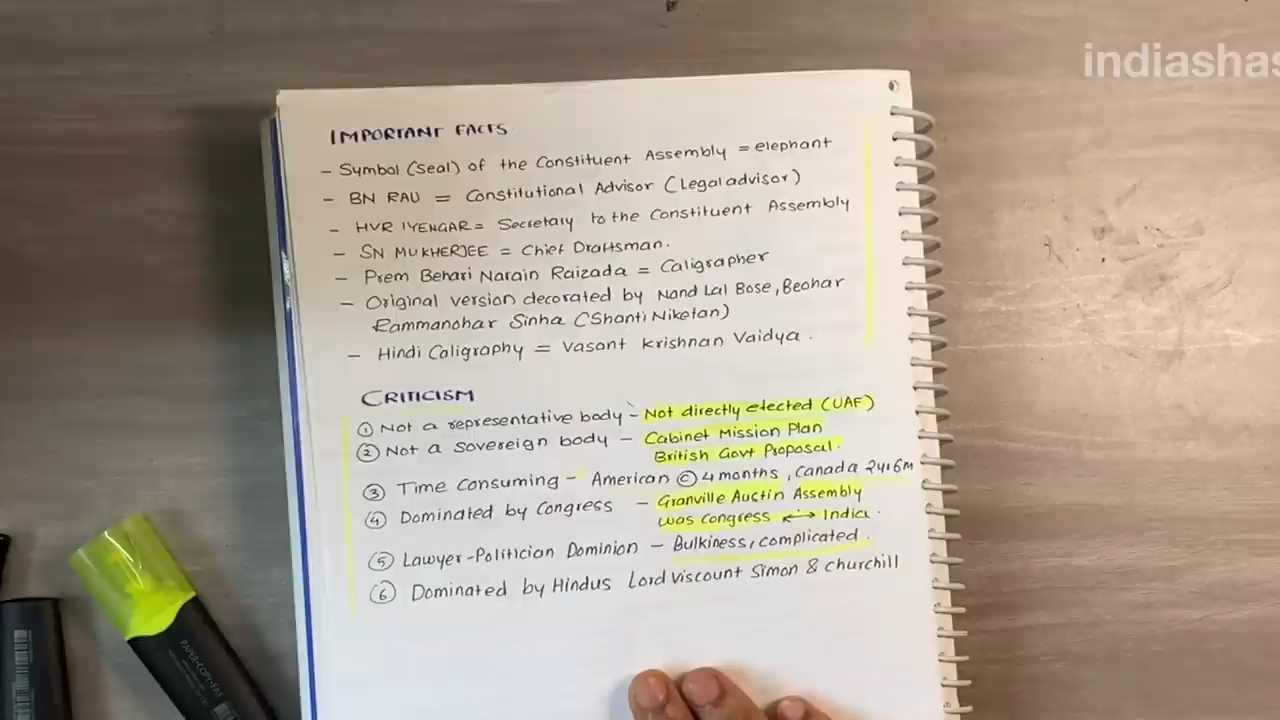 indiashas
IMPORTANT FACTS
- Symbol (Seal) of the Constituent Assembly = elephant
- BN RAU = Constitutional Advisor (Legal advisor)
- HVR IYENGAR = Secretary to the Constituent Assembly
- SN MUKHERJEE = Chief Draftsman.
- Prem Behari Narain Raizada = Caligrapher
- Original version decorated by Nand Lal Bose, Beohar
Rammanohar Sinha (Shanti Niketan)
- Hindi Caligraphy = Vasant Krishnan Vaidya.
CRITICISM
① Not a representative body - Not directly elected (UAF)
② Not a sovereign body - Cabinet Mission Plan
British Govt Proposal.
③ Time Consuming - American © 4 months, Canada 2y6m
④ Dominated by Congress - Granville Austin Assembly
was congress ↔ India.
⑤ Lawyer-Politician Dominion - Bulkiness, complicated.
⑥ Dominated by Hindus Lord Viscount Simon & churchill